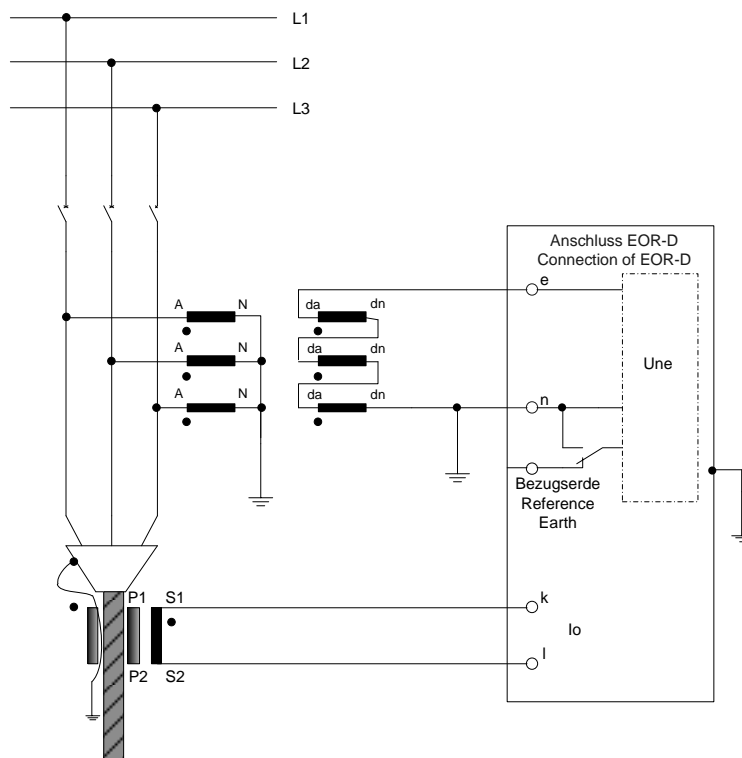 L1
L2
L3
Anschluss EOR-D
Connection of EOR-D
e
A N
da dn
A N
da dn
Une
A N
da dn
n
Bezugserde
Reference
Earth
P1 S1
k
Io
P2 S2
l